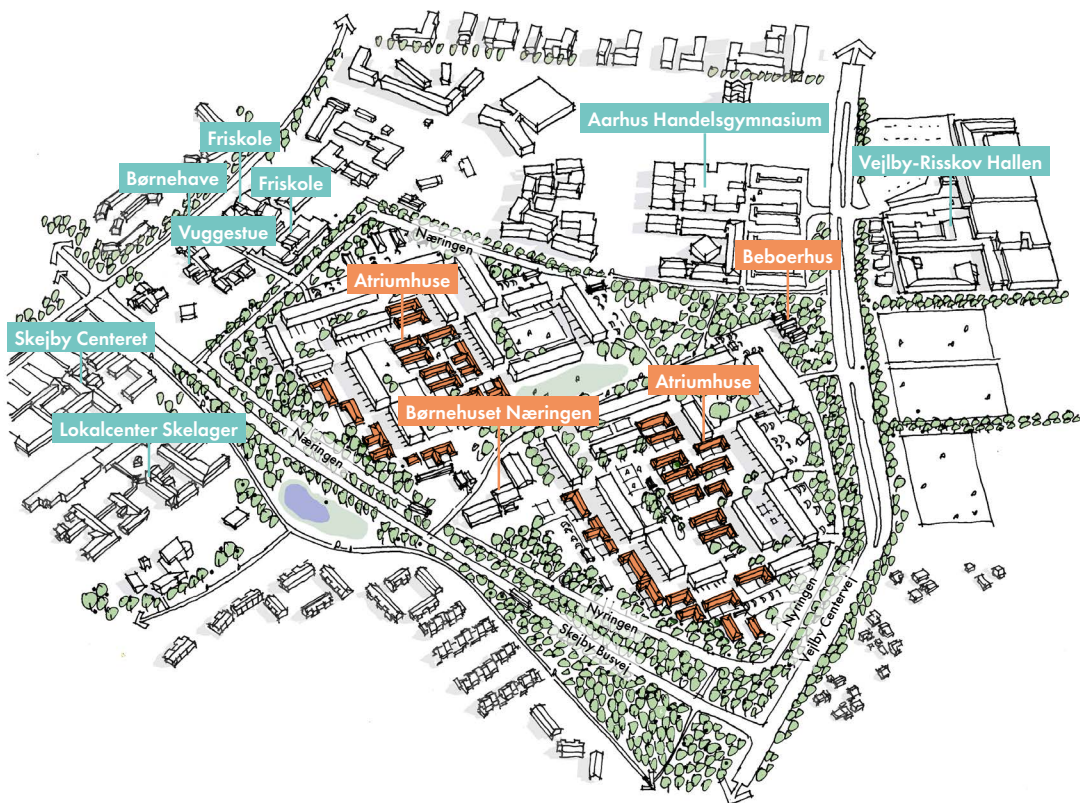 Aarhus Handelsgymnasium
Friskole
Vejlby-Risskov Hallen
Børnehave
Friskole
Vuggestue
Næringen
Beboerhus
Atriumhuse
Skejby Centeret
Atriumhuse
Børnehuset Næringen
Lokalcenter Skelager
Næringen
Nyringen
Skejby Busvej
Nyringen
Vejlby Centervej